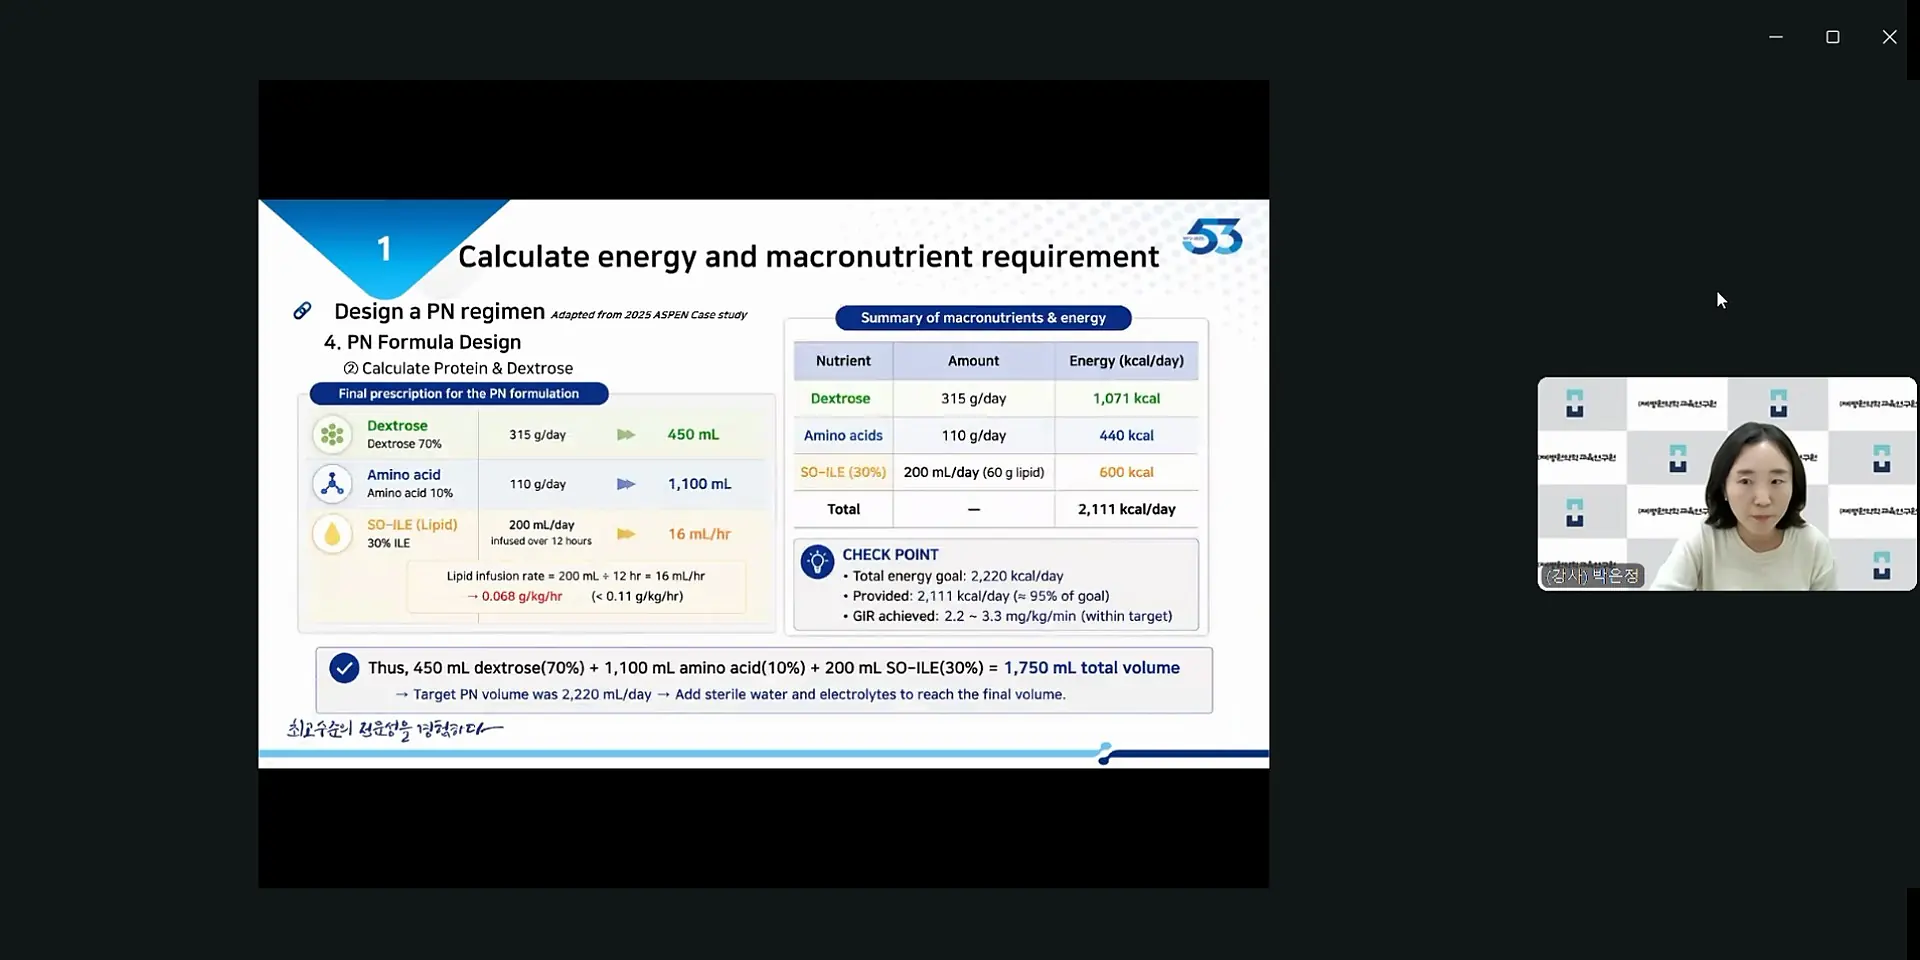 1
Calculate energy and macronutrient requirement
53
Design a PN regimen Adapted from 2025 ASPEN Case study
4. PN Formula Design
② Calculate Protein & Dextrose
Final prescription for the PN formulation
Dextrose
Dextrose 70%
315 g/day
450 mL
Amino acid
Amino acid 10%
110 g/day
1,100 mL
SO-ILE (Lipid)
30% ILE
200 mL/day
infused over 12 hours
16 mL/hr
Lipid infusion rate = 200 mL ÷ 12 hr = 16 mL/hr
→ 0.068 g/kg/hr (< 0.11 g/kg/hr)
Summary of macronutrients & energy
Nutrient Amount Energy (kcal/day)
Dextrose 315 g/day 1,071 kcal
Amino acids 110 g/day 440 kcal
SO-ILE (30%) 200 mL/day (60 g lipid) 600 kcal
Total — 2,111 kcal/day
CHECK POINT
• Total energy goal: 2,220 kcal/day
• Provided: 2,111 kcal/day (≈ 95% of goal)
• GIR achieved: 2.2 ~ 3.3 mg/kg/min (within target)
Thus, 450 mL dextrose(70%) + 1,100 mL amino acid(10%) + 200 mL SO-ILE(30%) = 1,750 mL total volume
→ Target PN volume was 2,220 mL/day → Add sterile water and electrolytes to reach the final volume.
최고수준의 전문성을 경험하다
(재)병원약학교육연구원
(강사) 박은정